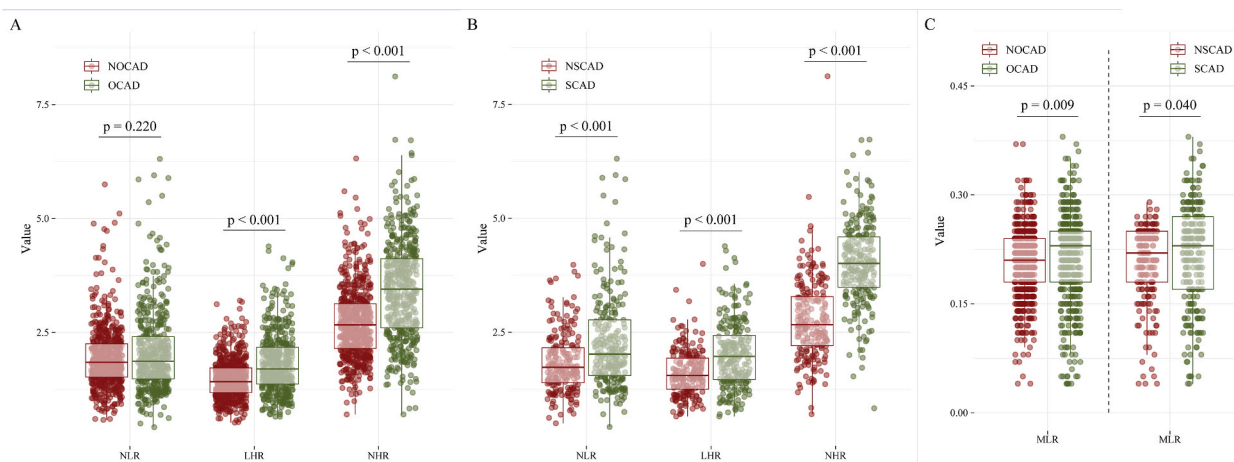 A
NOCAD
OCAD
p = 0.220
p < 0.001
p < 0.001
Value
7.5
5.0
2.5
NLR
LHR
NHR
B
NSCAD
SCAD
p < 0.001
p < 0.001
p < 0.001
Value
7.5
5.0
2.5
NLR
LHR
NHR
C
NOCAD
OCAD
NSCAD
SCAD
p = 0.009
p = 0.040
Value
0.45
0.30
0.15
0.00
MLR
MLR